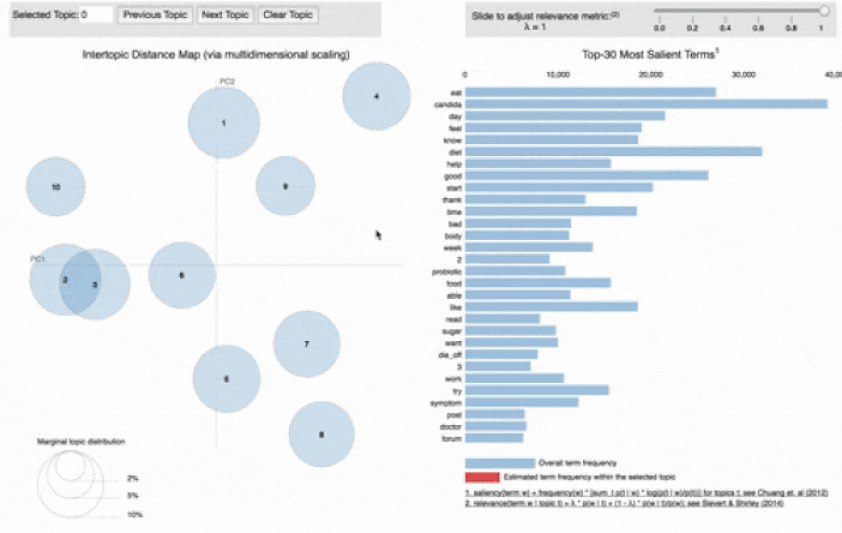 Selected Topic: 0 Previous Topic Next Topic Clear Topic
Slide to adjust relevance metric:(2)
λ = 1
0.0 0.2 0.4 0.6 0.8 1
Intertopic Distance Map (via multidimensional scaling)
PC2
PC1
4
1
10
9
2
3
6
7
5
8
Marginal topic distribution
2%
5%
10%
Top-30 Most Salient Terms1
0 10,000 20,000 30,000
eat
candida
day
feel
know
diet
help
good
start
thank
time
bad
body
week
2
probiotic
food
able
like
read
sugar
want
die_off
3
work
try
symptom
post
doctor
forum
Overall term frequency
Estimated term frequency within the selected topic
1. saliency(term w) = frequency(w) * [sum_t p(t | w) * log(p(t | w)/p(t))] for topics t; see Chuang et. al (2012)
2. relevance(term w | topic t) = λ * p(w | t) + (1 - λ) * p(w | t)/p(w); see Sievert & Shirley (2014)